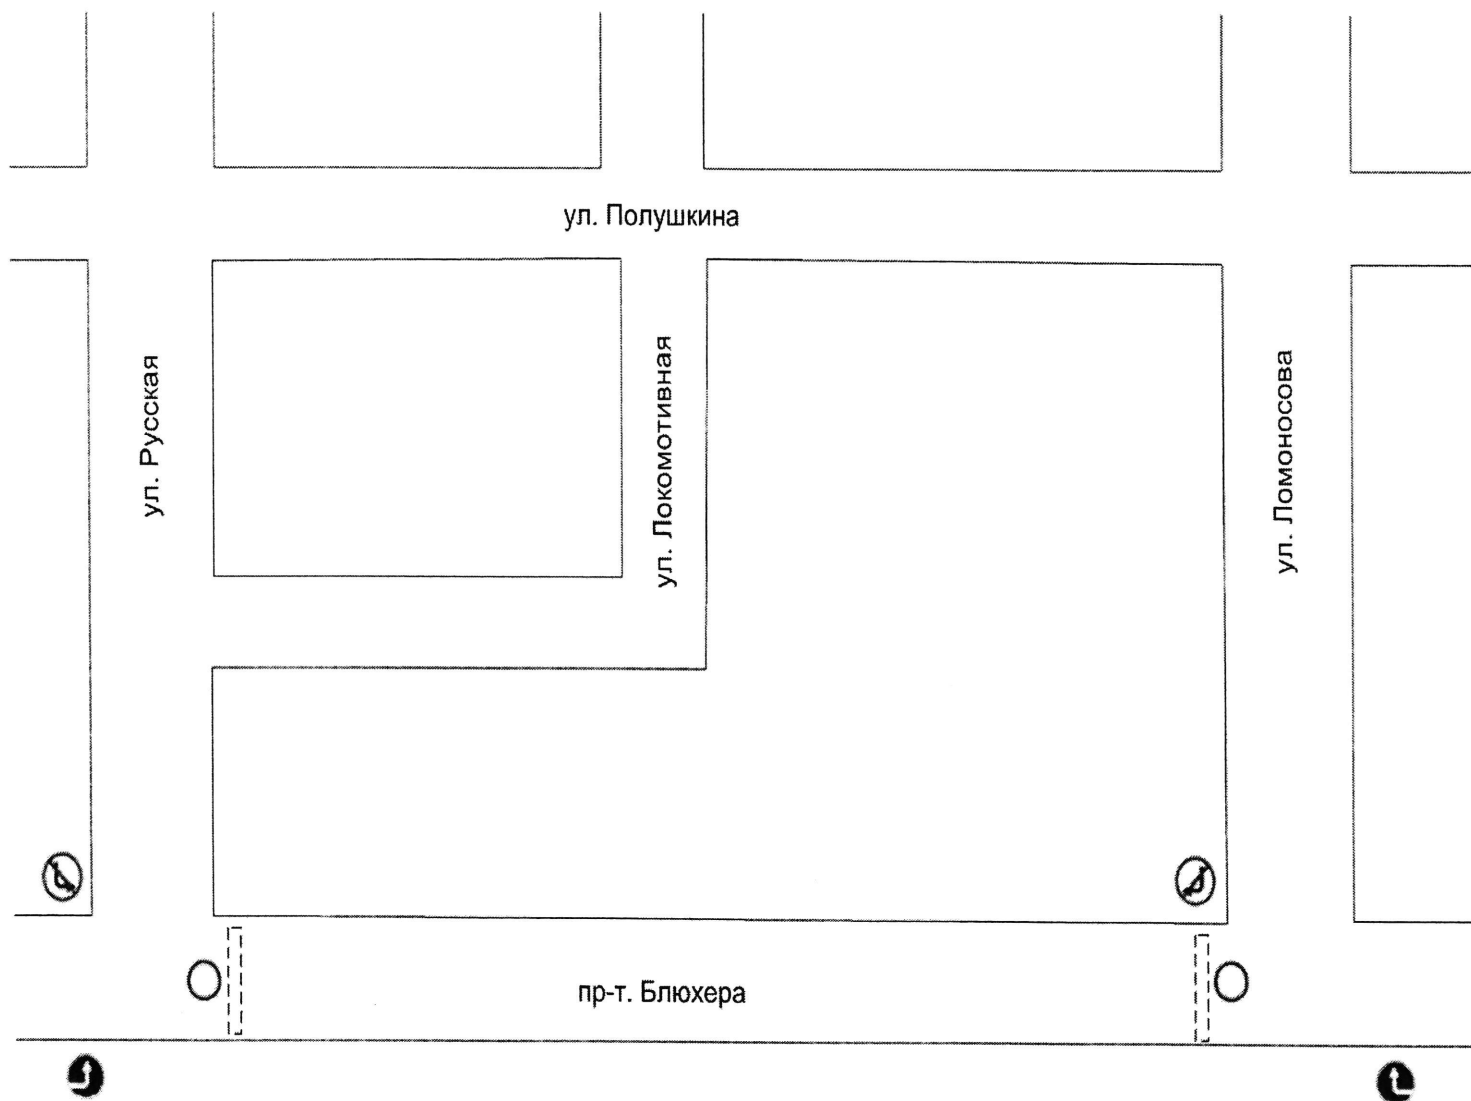 ул. Полушкина
ул. Русская
ул. Локомотивная
ул. Ломоносова
пр-т. Блюхера